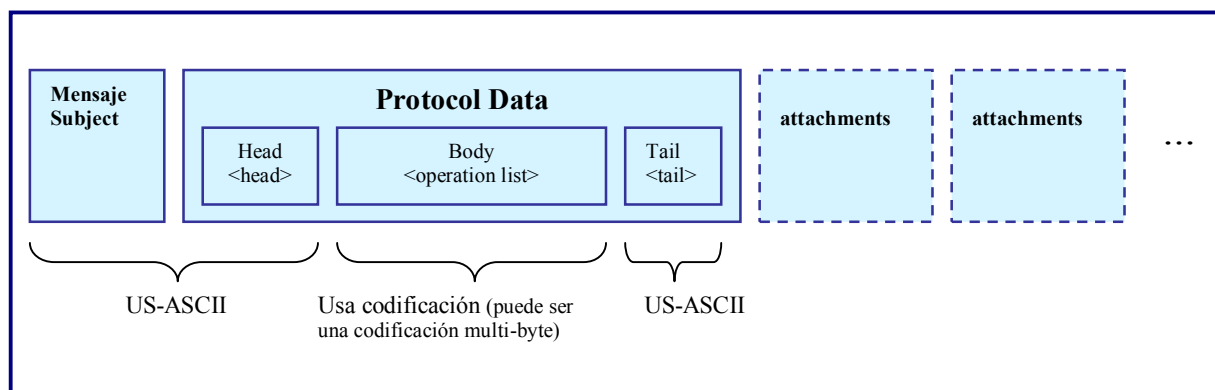 Mensaje
Subject
Protocol Data
Head
<head>
Body
<operation list>
Tail
<tail>
attachments
attachments
...
US-ASCII
Usa codificación (puede ser
una codificación multi-byte)
US-ASCII